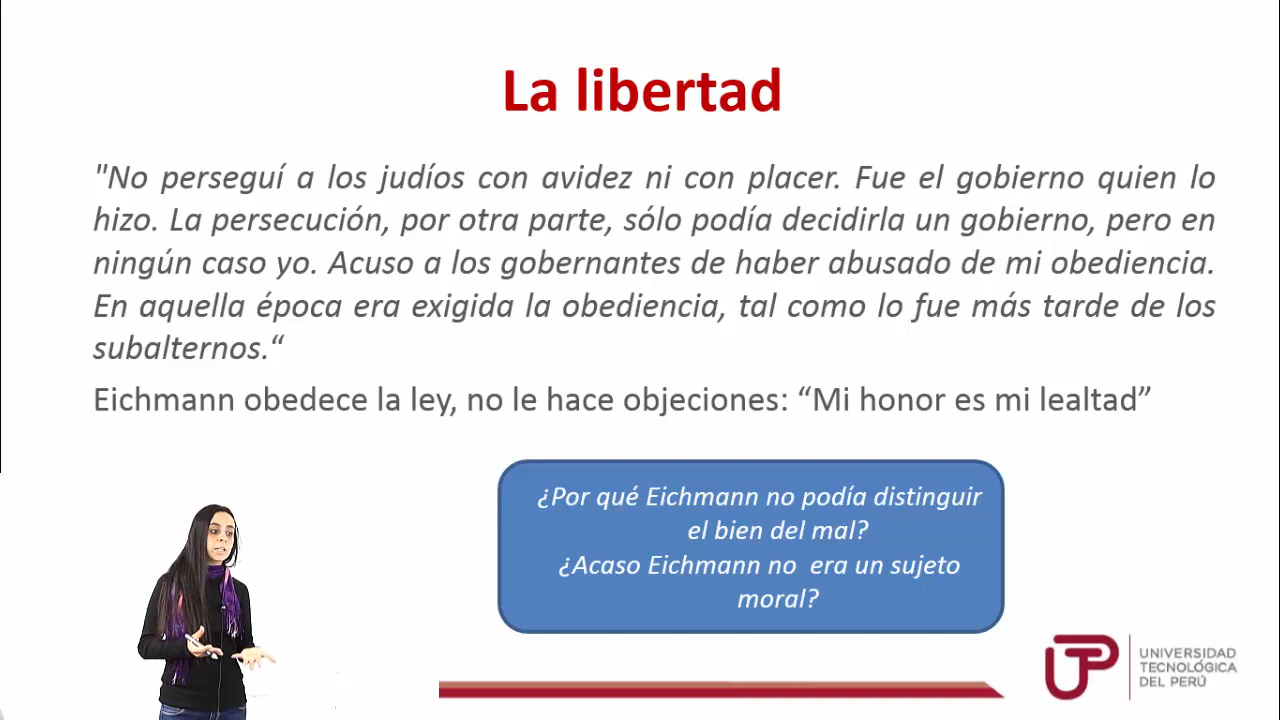 La libertad
"No perseguí a los judíos con avidez ni con placer. Fue el gobierno quien lo
hizo. La persecución, por otra parte, sólo podía decidirla un gobierno, pero en
ningún caso yo. Acuso a los gobernantes de haber abusado de mi obediencia.
En aquella época era exigida la obediencia, tal como lo fue más tarde de los
subalternos.“
Eichmann obedece la ley, no le hace objeciones: “Mi honor es mi lealtad”
¿Por qué Eichmann no podía distinguir
el bien del mal?
¿Acaso Eichmann no era un sujeto
moral?
UTP
UNIVERSIDAD
TECNOLÓGICA
DEL PERÚ